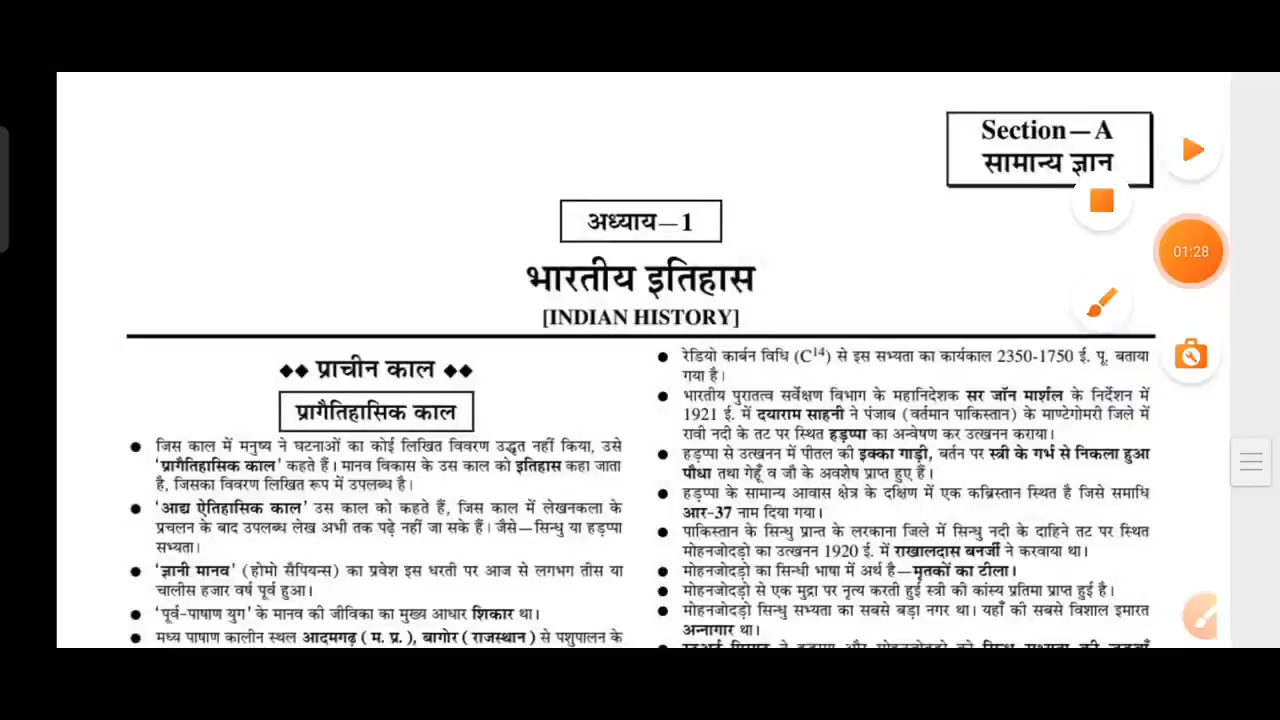 Section—A
सामान्य ज्ञान
01:28
अध्याय—1
भारतीय इतिहास
[INDIAN HISTORY]
◆◆ प्राचीन काल ◆◆
प्रागैतिहासिक काल
● जिस काल में मनुष्य ने घटनाओं का कोई लिखित विवरण उद्धृत नहीं किया, उसे
'प्रागैतिहासिक काल' कहते हैं। मानव विकास के उस काल को इतिहास कहा जाता
है, जिसका विवरण लिखित रूप में उपलब्ध है।
● 'आद्य ऐतिहासिक काल' उस काल को कहते हैं, जिस काल में लेखनकला के
प्रचलन के बाद उपलब्ध लेख अभी तक पढ़े नहीं जा सके हैं। जैसे—सिन्धु या हड़प्पा
सभ्यता।
● 'ज्ञानी मानव' (होमो सैपियन्स) का प्रवेश इस धरती पर आज से लगभग तीस या
चालीस हजार वर्ष पूर्व हुआ।
● 'पूर्व-पाषाण युग' के मानव की जीविका का मुख्य आधार शिकार था।
● मध्य पाषाण कालीन स्थल आदमगढ़ (म. प्र.), बागोर (राजस्थान) से पशुपालन के
● रेडियो कार्बन विधि (C14) से इस सभ्यता का कार्यकाल 2350-1750 ई. पू. बताया
गया है।
● भारतीय पुरातत्व सर्वेक्षण विभाग के महानिदेशक सर जॉन मार्शल के निर्देशन में
1921 ई. में दयाराम साहनी ने पंजाब (वर्तमान पाकिस्तान) के माण्टेगोमरी जिले में
रावी नदी के तट पर स्थित हड़प्पा का अन्वेषण कर उत्खनन कराया।
● हड़प्पा से उत्खनन में पीतल की इक्का गाड़ी, बर्तन पर स्त्री के गर्भ से निकला हुआ
पौधा तथा गेहूँ व जौ के अवशेष प्राप्त हुए हैं।
● हड़प्पा के सामान्य आवास क्षेत्र के दक्षिण में एक कब्रिस्तान स्थित है जिसे समाधि
आर-37 नाम दिया गया।
● पाकिस्तान के सिन्धु प्रान्त के लरकाना जिले में सिन्धु नदी के दाहिने तट पर स्थित
मोहनजोदड़ो का उत्खनन 1920 ई. में राखालदास बनर्जी ने करवाया था।
● मोहनजोदड़ो का सिन्धी भाषा में अर्थ है—मृतकों का टीला।
● मोहनजोदड़ो से एक मुद्रा पर नृत्य करती हुई स्त्री की कांस्य प्रतिमा प्राप्त हुई है।
● मोहनजोदड़ो सिन्धु सभ्यता का सबसे बड़ा नगर था। यहाँ की सबसे विशाल इमारत
अन्नागार था।